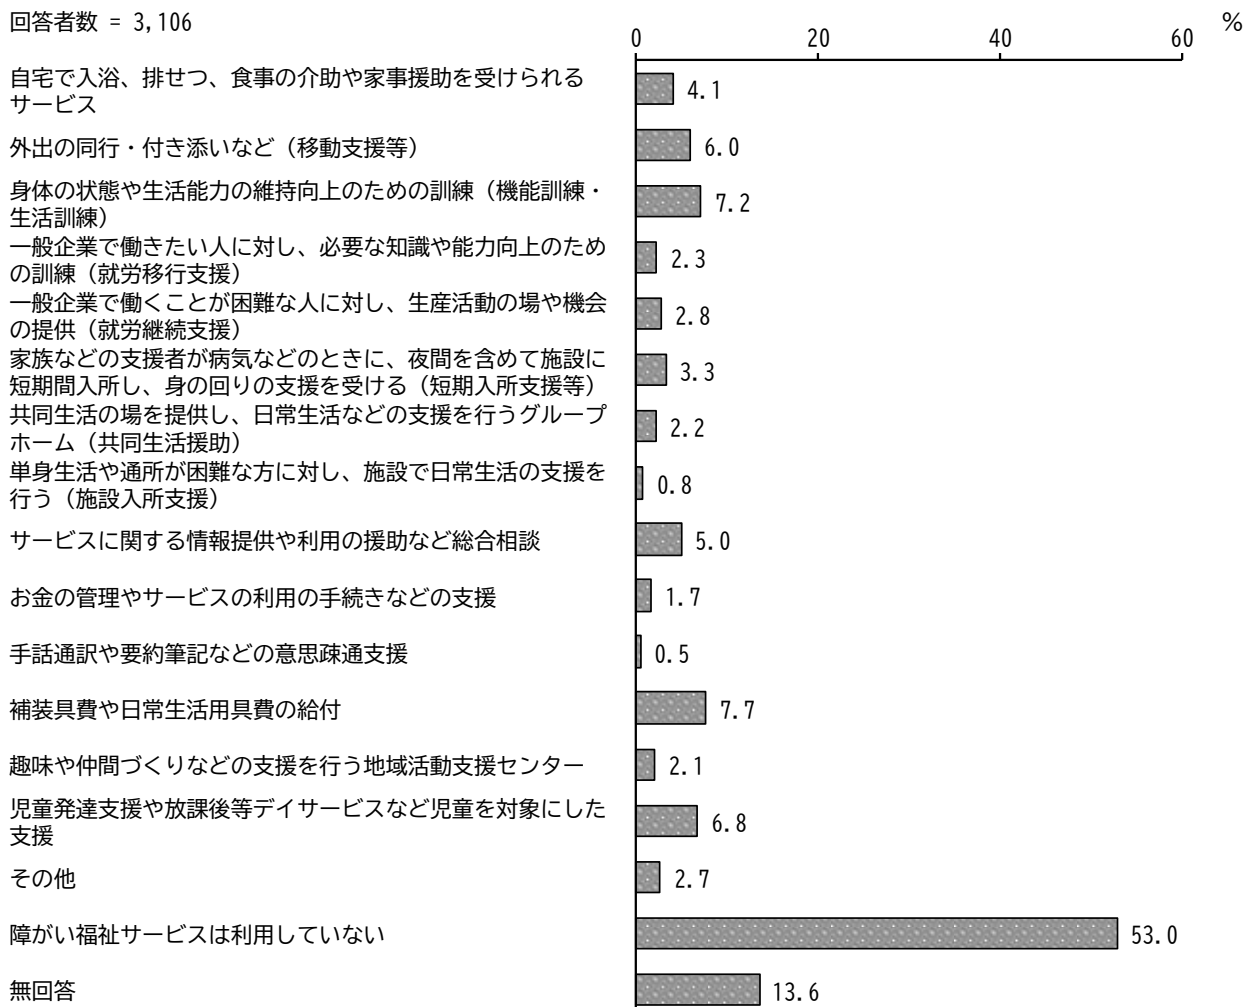 回答者数 = 3,106
%
0 20 40 60
自宅で入浴、排せつ、食事の介助や家事援助を受けられる
サービス
4.1
外出の同行・付き添いなど（移動支援等）
6.0
身体の状態や生活能力の維持向上のための訓練（機能訓練・
生活訓練）
7.2
一般企業で働きたい人に対し、必要な知識や能力向上のため
の訓練（就労移行支援）
2.3
一般企業で働くことが困難な人に対し、生産活動の場や機会
の提供（就労継続支援）
2.8
家族などの支援者が病気などのときに、夜間を含めて施設に
短期間入所し、身の回りの支援を受ける（短期入所支援等）
3.3
共同生活の場を提供し、日常生活などの支援を行うグループ
ホーム（共同生活援助）
2.2
単身生活や通所が困難な方に対し、施設で日常生活の支援を
行う（施設入所支援）
0.8
サービスに関する情報提供や利用の援助など総合相談
5.0
お金の管理やサービスの利用の手続きなどの支援
1.7
手話通訳や要約筆記などの意思疎通支援
0.5
補装具費や日常生活用具費の給付
7.7
趣味や仲間づくりなどの支援を行う地域活動支援センター
2.1
児童発達支援や放課後等デイサービスなど児童を対象にした
支援
6.8
その他
2.7
障がい福祉サービスは利用していない
53.0
無回答
13.6